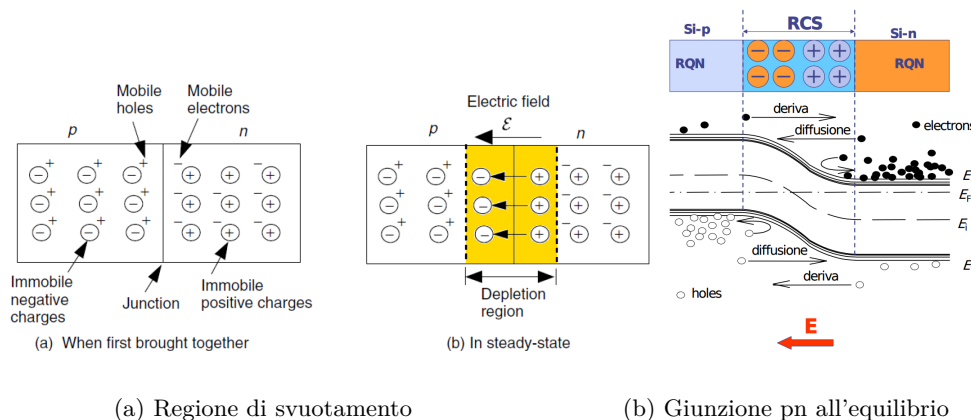 Mobile
holes
Mobile
electrons
p
n
Immobile
negative
charges
Junction
Immobile
positive charges
(a) When first brought together
Electric field
ℰ
p
n
Depletion
region
(b) In steady-state
RCS
Si-p
Si-n
RQN
RQN
deriva
diffusione
electrons
E
E_F
E_i
E
diffusione
deriva
holes
E
(a) Regione di svuotamento
(b) Giunzione pn all'equilibrio